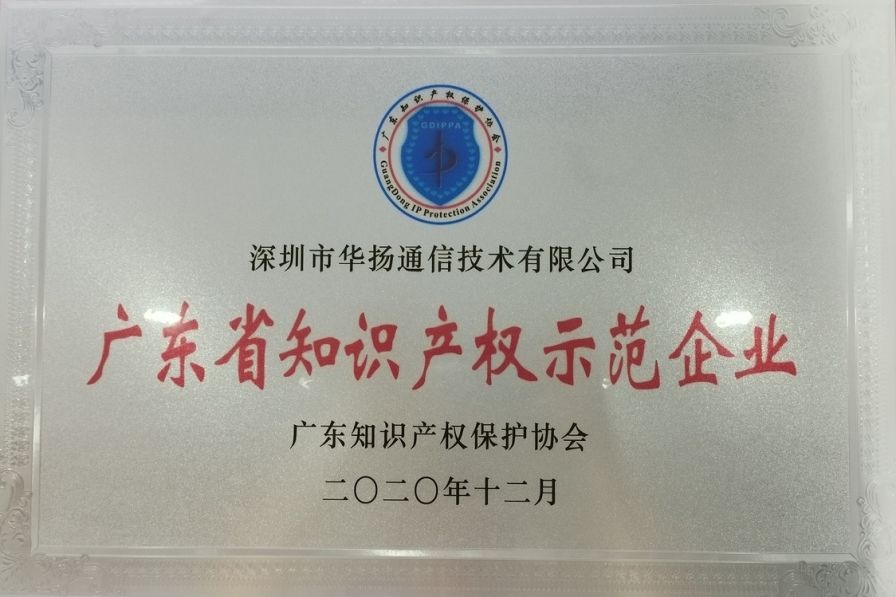 广东知识产权保护协会
GDIPPA
GuangDong IP Protection Association
深圳市华扬通信技术有限公司
广东省知识产权示范企业
广东知识产权保护协会
二〇二〇年十二月